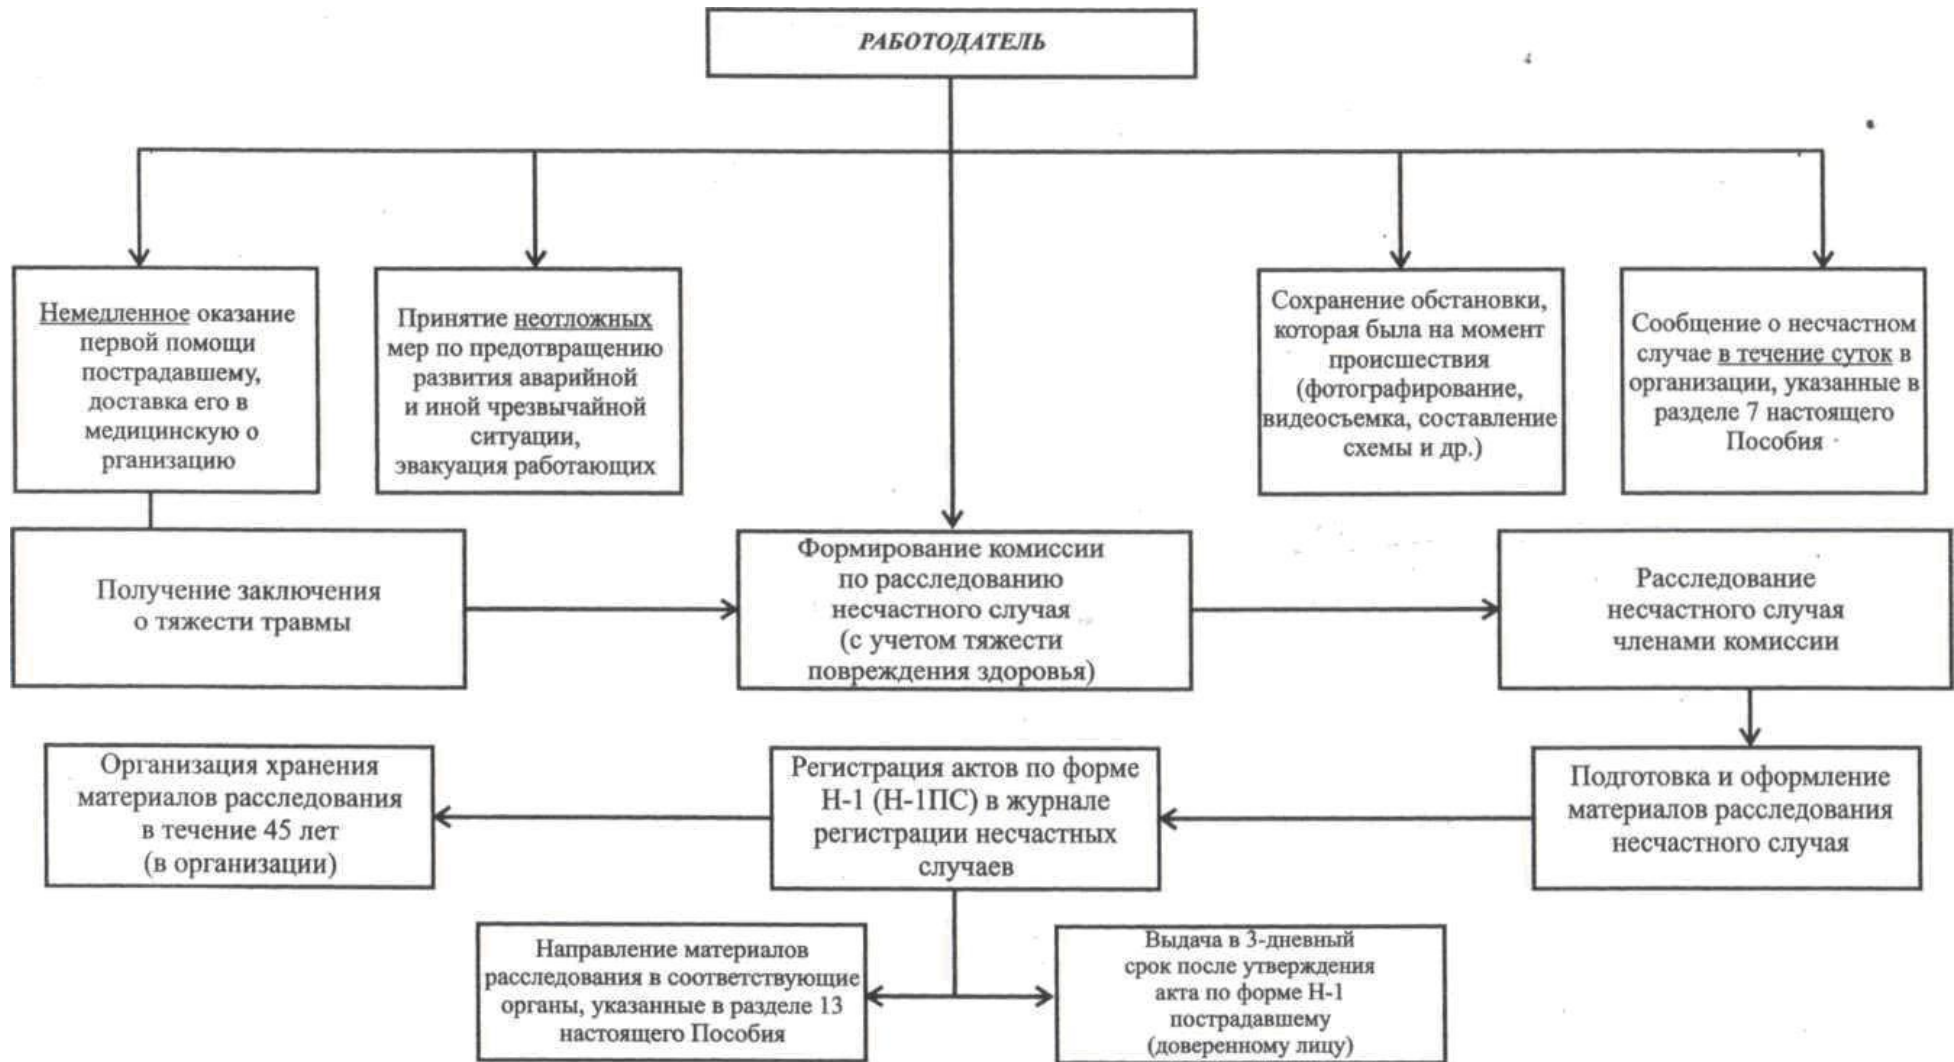 РАБОТОДАТЕЛЬ
Немедленное оказание
первой помощи
пострадавшему,
доставка его в
медицинскую о
рганизацию
Принятие неотложных
мер по предотвращению
развития аварийной
и иной чрезвычайной
ситуации,
эвакуация работающих
Сохранение обстановки,
которая была на момент
происшествия
(фотографирование,
видеосъемка, составление
схемы и др.)
Сообщение о несчастном
случае в течение суток в
организации, указанные в
разделе 7 настоящего
Пособия
Получение заключения
о тяжести травмы
Формирование комиссии
по расследованию
несчастного случая
(с учетом тяжести
повреждения здоровья)
Расследование
несчастного случая
членами комиссии
Организация хранения
материалов расследования
в течение 45 лет
(в организации)
Регистрация актов по форме
Н-1 (Н-1ПС) в журнале
регистрации несчастных
случаев
Подготовка и оформление
материалов расследования
несчастного случая
Направление материалов
расследования в соответствующие
органы, указанные в разделе 13
настоящего Пособия
Выдача в 3-дневный
срок после утверждения
акта по форме Н-1
пострадавшему
(доверенному лицу)